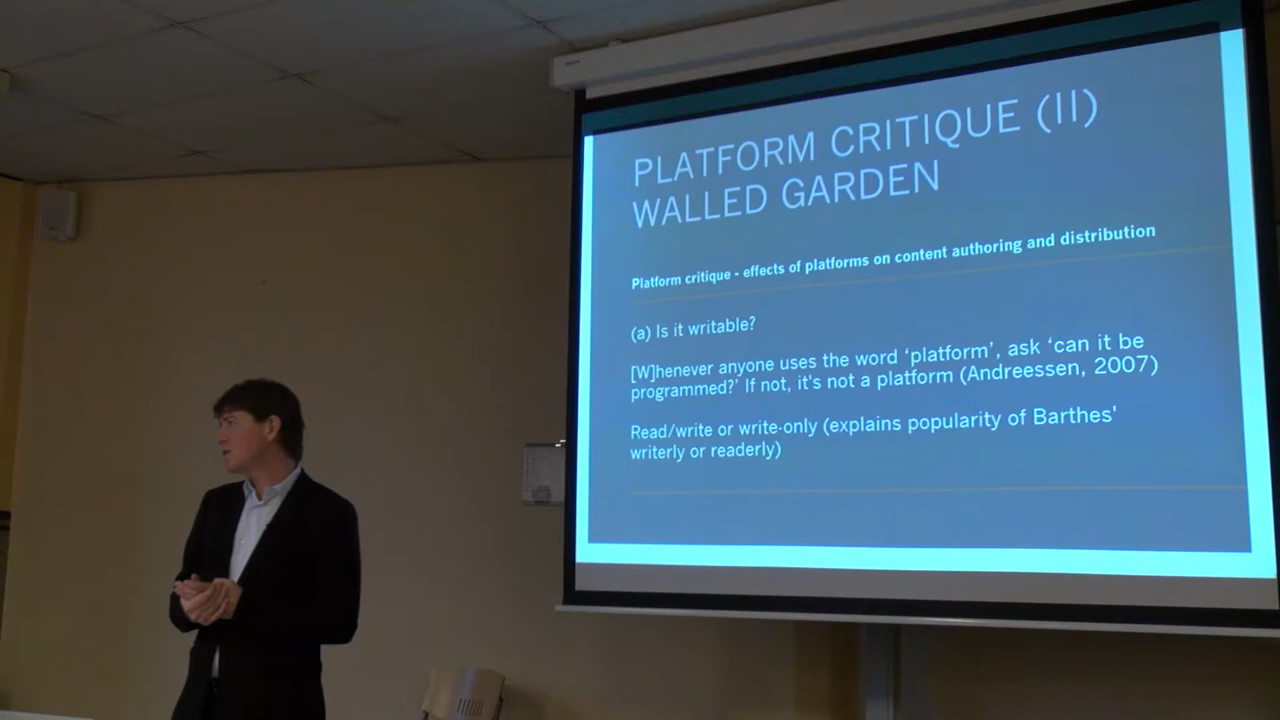 PLATFORM CRITIQUE (II)
WALLED GARDEN
Platform critique - effects of platforms on content authoring and distribution
(a) Is it writable?
[W]henever anyone uses the word ‘platform’, ask ‘can it be
programmed?’ If not, it's not a platform (Andreessen, 2007)
Read/write or write-only (explains popularity of Barthes'
writerly or readerly)